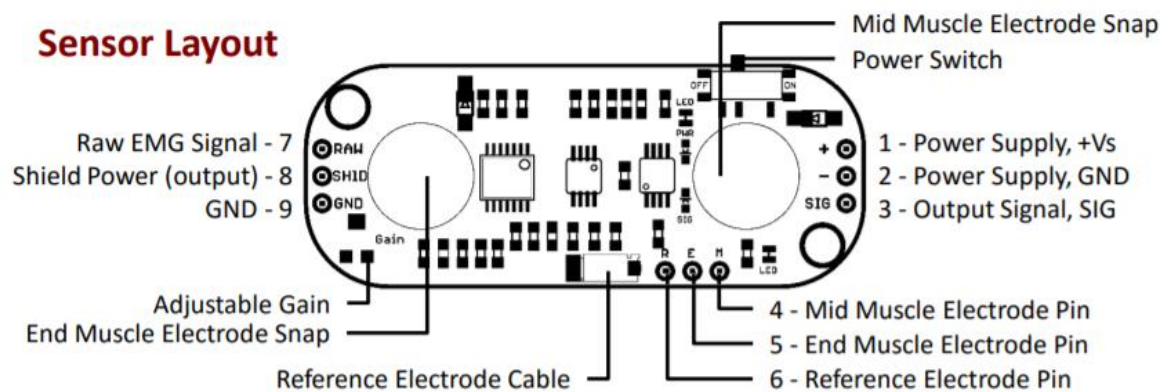 Sensor Layout
Mid Muscle Electrode Snap
Power Switch
OFF
ON
LED
PWR
Raw EMG Signal - 7
Shield Power (output) - 8
GND - 9
RAW
SHID
GND
+
-
SIG
1 - Power Supply, +Vs
2 - Power Supply, GND
3 - Output Signal, SIG
SIG
Gain
R E M
LED
Adjustable Gain
End Muscle Electrode Snap
Reference Electrode Cable
4 - Mid Muscle Electrode Pin
5 - End Muscle Electrode Pin
6 - Reference Electrode Pin